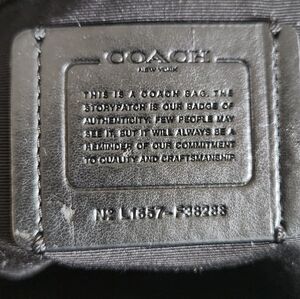 COACH
NEW YORK
THIS IS A COACH BAG. THE
STORYPATCH IS OUR BADGE OF
AUTHENTICITY. FEW PEOPLE MAY
SEE IT, BUT IT WILL ALWAYS BE A
REMINDER OF OUR COMMITMENT
TO QUALITY AND CRAFTSMANSHIP.
Nº L1657-F38288